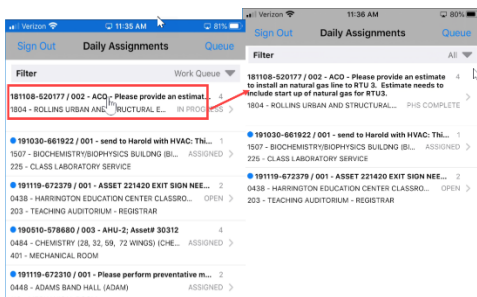 Verizon 11:35 AM 81%
Sign Out Daily Assignments Queue
Filter Work Queue
181108-520177 / 002 - ACO - Please provide an estimat... 4
1804 - ROLLINS URBAN AND STRUCTURAL E... IN PROGRESS
191030-661922 / 001 - send to Harold with HVAC: Thi... 1
1507 - BIOCHEMISTRY/BIOPHYSICS BUILDNG (BI... ASSIGNED
225 - CLASS LABORATORY SERVICE
191119-672379 / 001 - ASSET 221420 EXIT SIGN NEE... 2
0438 - HARRINGTON EDUCATION CENTER CLASSRO... OPEN
203 - TEACHING AUDITORIUM - REGISTRAR
190510-578680 / 003 - AHU-2; Asset# 30312 4
0484 - CHEMISTRY (28, 32, 59, 72 WINGS) (CHE... ASSIGNED
401 - MECHANICAL ROOM
191119-672310 / 001 - Please perform preventative m... 2
0448 - ADAMS BAND HALL (ADAM) ASSIGNED
Verizon 11:36 AM 80%
Sign Out Daily Assignments Queue
Filter All
181108-520177 / 002 - ACO - Please provide an estimate 4
to install an natural gas line to RTU 3. Estimate needs to
include start up of natural gas for RTU3.
1804 - ROLLINS URBAN AND STRUCTURAL... PHS COMPLETE
191030-661922 / 001 - send to Harold with HVAC: Thi... 1
1507 - BIOCHEMISTRY/BIOPHYSICS BUILDNG (BI... ASSIGNED
225 - CLASS LABORATORY SERVICE
191119-672379 / 001 - ASSET 221420 EXIT SIGN NEE... 2
0438 - HARRINGTON EDUCATION CENTER CLASSRO... OPEN
203 - TEACHING AUDITORIUM - REGISTRAR